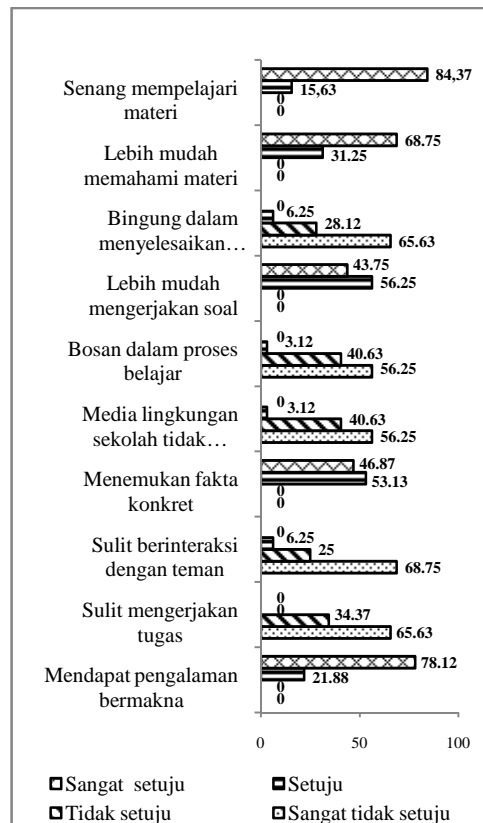 84,37
Senang mempelajari
15,63
materi
0
0
68.75
Lebih mudah
31.25
memahami materi
0
0
0
6.25
Bingung dalam
28.12
menyelesaikan…
65.63
43.75
Lebih mudah
56.25
mengerjakan soal
0
0
0
3.12
Bosan dalam proses
40.63
belajar
56.25
0
3.12
Media lingkungan
40.63
sekolah tidak…
56.25
46.87
Menemukan fakta
53.13
konkret
0
0
0
6.25
Sulit berinteraksi
25
dengan teman
68.75
0
0
Sulit mengerjakan
34.37
tugas
65.63
78.12
Mendapat pengalaman
21.88
bermakna
0
0
0 50 100
Sangat setuju Setuju
Tidak setuju Sangat tidak setuju